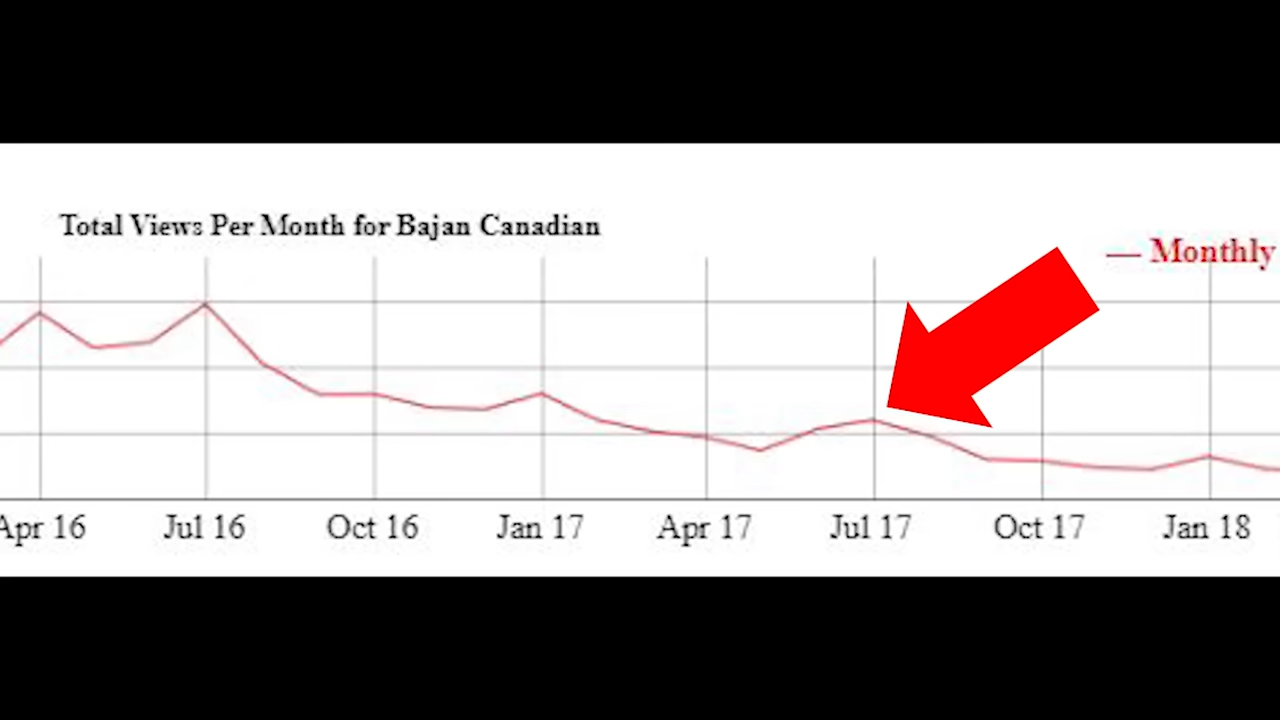 Total Views Per Month for Bajan Canadian
— Monthly
Apr 16 Jul 16 Oct 16 Jan 17 Apr 17 Jul 17 Oct 17 Jan 18